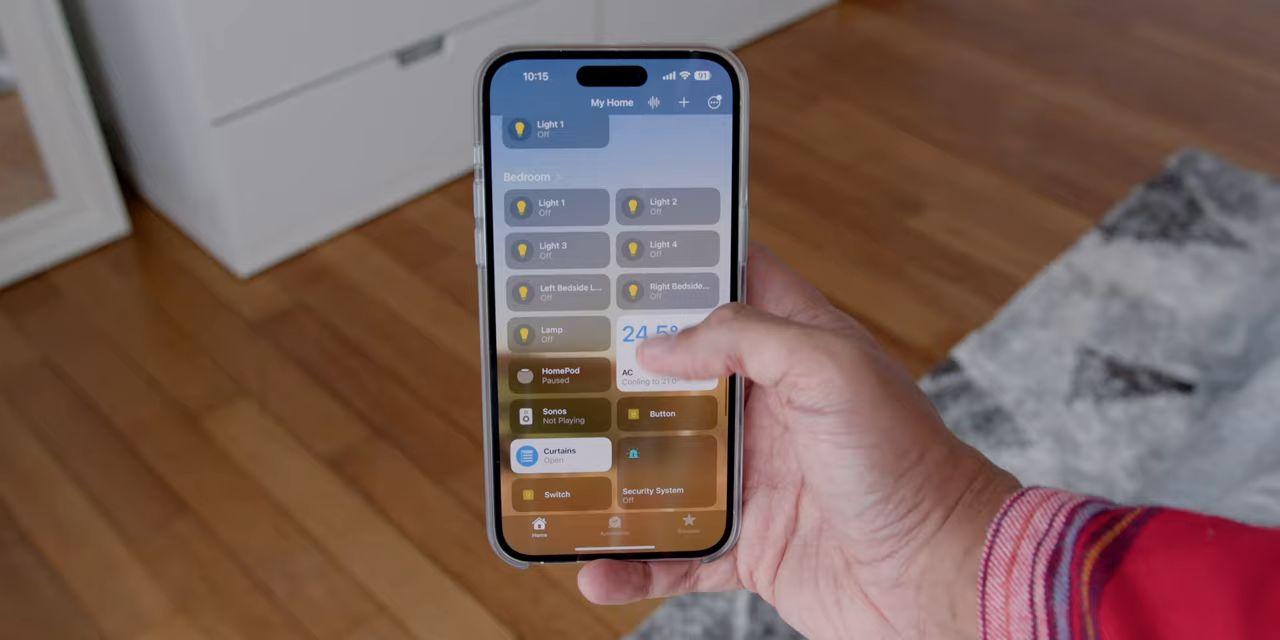 10:15
91
My Home
Light 1
Off
Bedroom >
Light 1
Off
Light 2
Off
Light 3
Off
Light 4
Off
Left Bedside L...
Off
Right Bedside...
Off
Lamp
Off
24.5°
AC
Cooling to 21.0°
HomePod
Paused
Sonos
Not Playing
Button
Curtains
Open
Security System
Off
Switch
Home
Automation
Discover